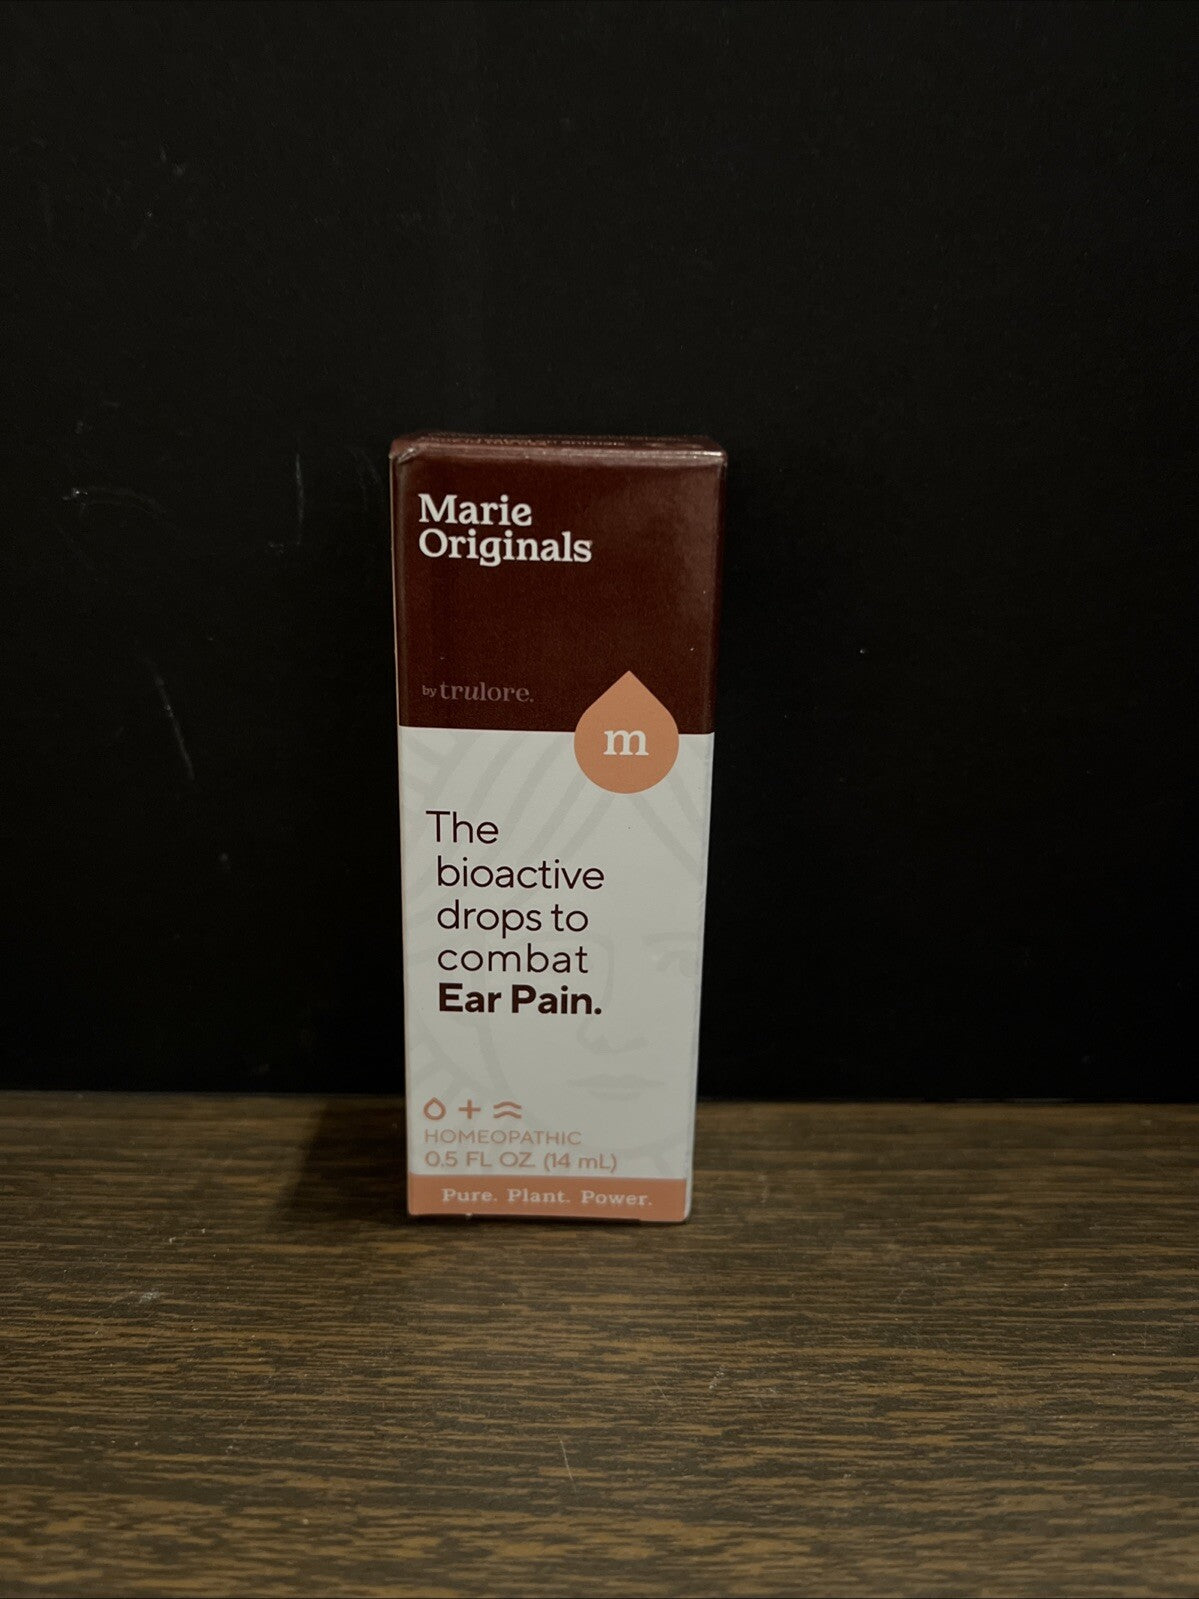 Marie
Originals
by trulore.
m
The
bioactive
drops to
combat
Ear Pain.
HOMEOPATHIC
0.5 FL OZ (14 mL)
Pure. Plant. Power.